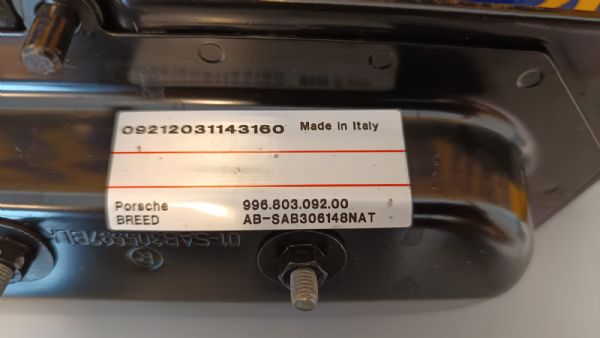 09212031143160 Made in Italy
Porsche 996.803.092.00
BREED AB-SAB306148NAT
®